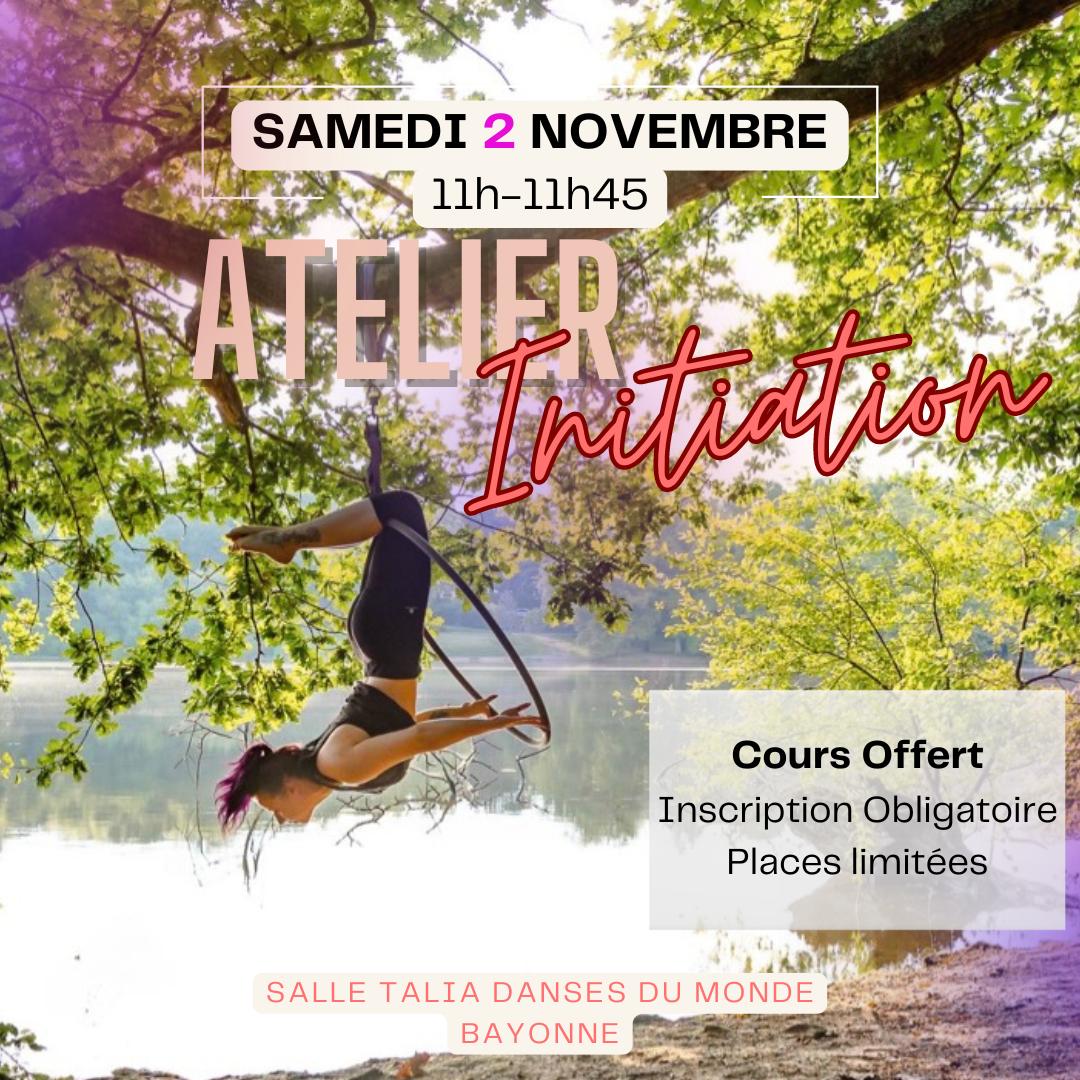 SAMEDI 2 NOVEMBRE
11h-11h45
ATELIER
Initiation
Cours Offert
Inscription Obligatoire
Places limitées
SALLE TALIA DANSES DU MONDE
BAYONNE